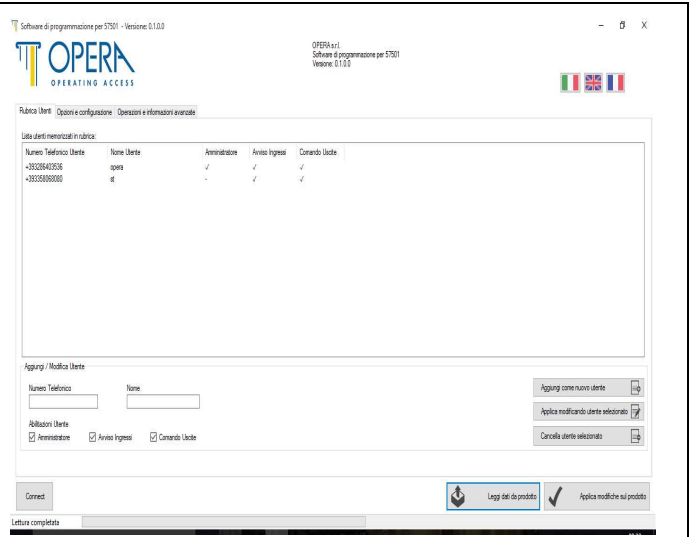 Software di programmazione per 57501 - Versione: 0.1.0.0
OPERA
OPERATING ACCESS
OPERA s.r.l.
Software di programmazione per 57501
Versione: 0.1.0.0
Rubrica Utenti Opzioni e configurazione Operazioni e informazioni avanzate
Lista utenti memorizzati in rubrica:
Numero Telefonico Utente Nome Utente Amministratore Avviso Ingressi Comando Uscite
+393286403536 opera √ √ √
+393358068080 st - √ √
Aggiungi / Modifica Utente
Numero Telefonico Nome:
Abilitazioni Utente
Amministratore Avviso Ingressi Comando Uscite
Aggiungi come nuovo utente
Applica modificando utente selezionato
Cancella utente selezionato
Connect Leggi dati da prodotto Applica modifiche sul prodotto
Lettura completata